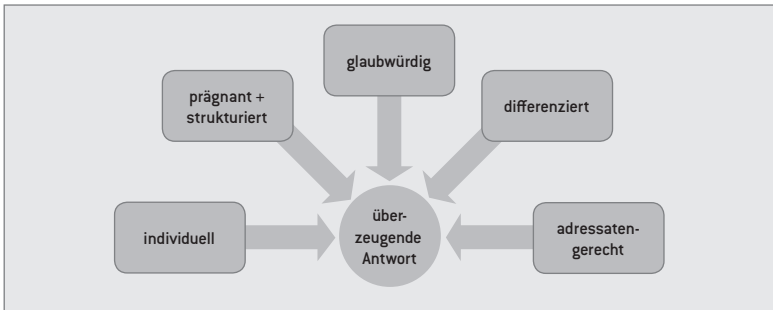 glaubwürdig
prägnant +
strukturiert
differenziert
individuell
über-
zeugende
Antwort
adressaten-
gerecht